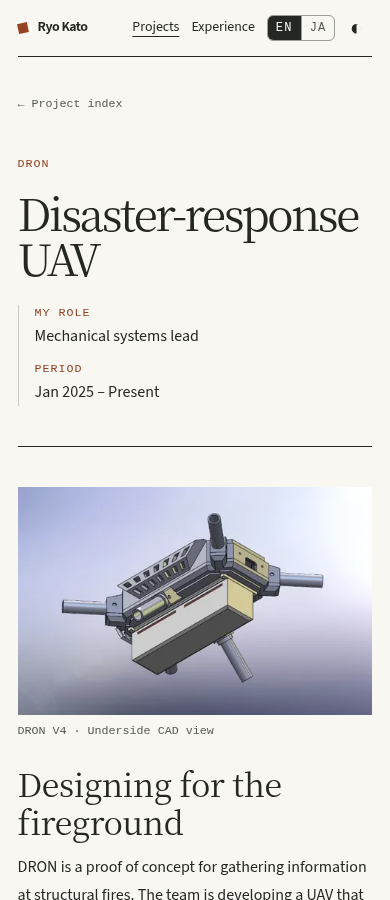 Ryo Kato
Projects Experience EN JA
← Project index
DRON
Disaster-response
UAV
MY ROLE
Mechanical systems lead
PERIOD
Jan 2025 – Present
DRON V4 · Underside CAD view
Designing for the
fireground
DRON is a proof of concept for gathering information
at structural fires. The team is developing a UAV that